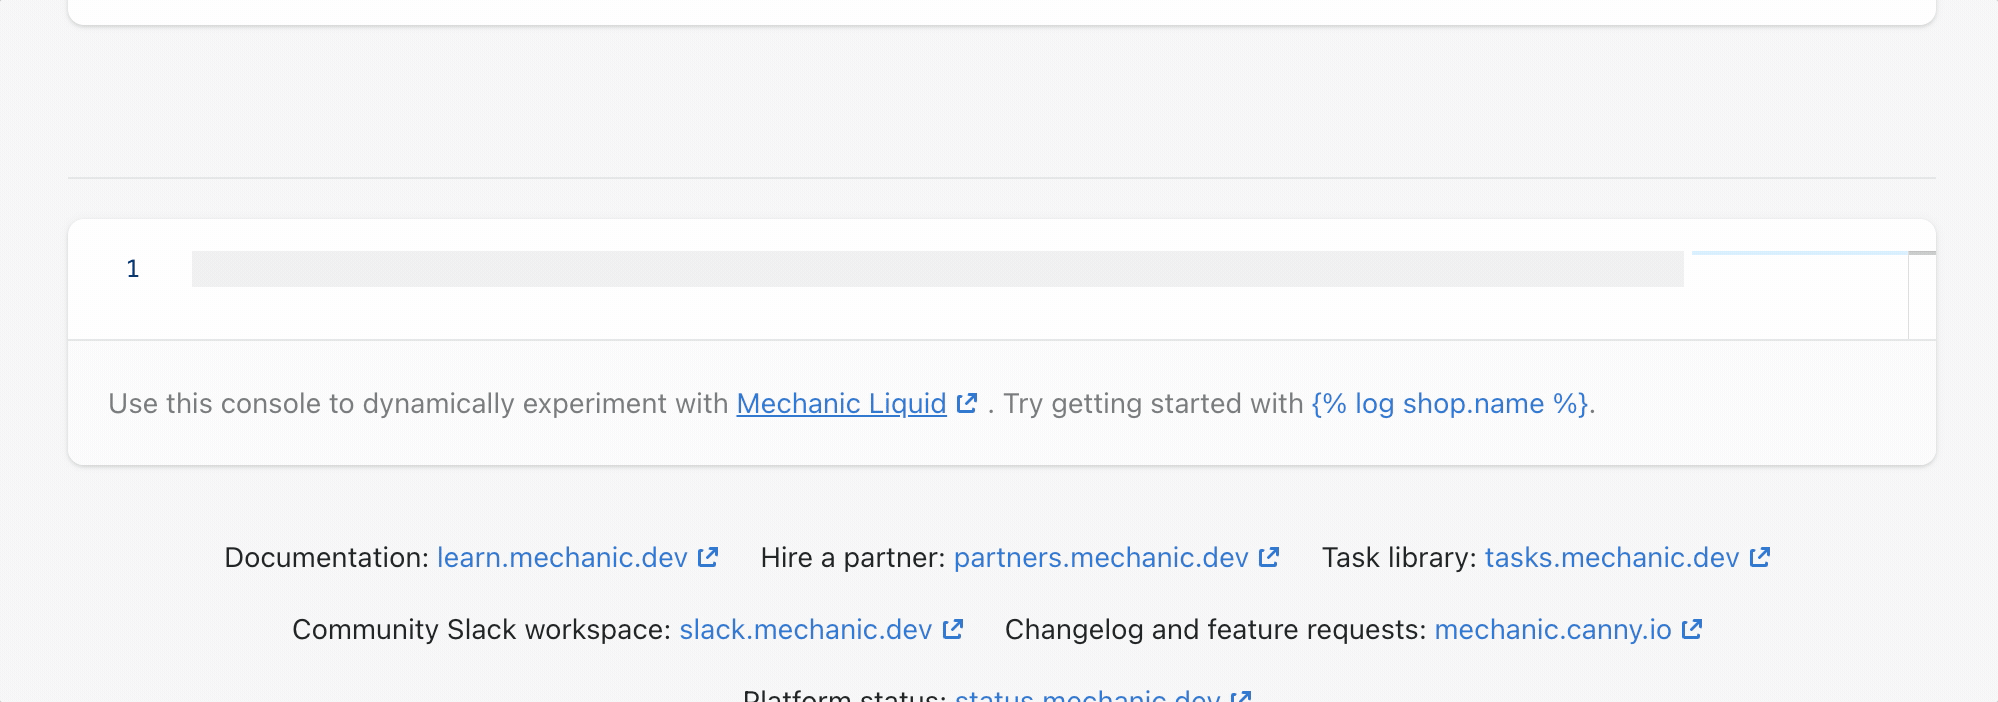 1
Use this console to dynamically experiment with Mechanic Liquid . Try getting started with {% log shop.name %}.
Documentation: learn.mechanic.dev Hire a partner: partners.mechanic.dev Task library: tasks.mechanic.dev
Community Slack workspace: slack.mechanic.dev Changelog and feature requests: mechanic.canny.io
Platform status: status.mechanic.dev